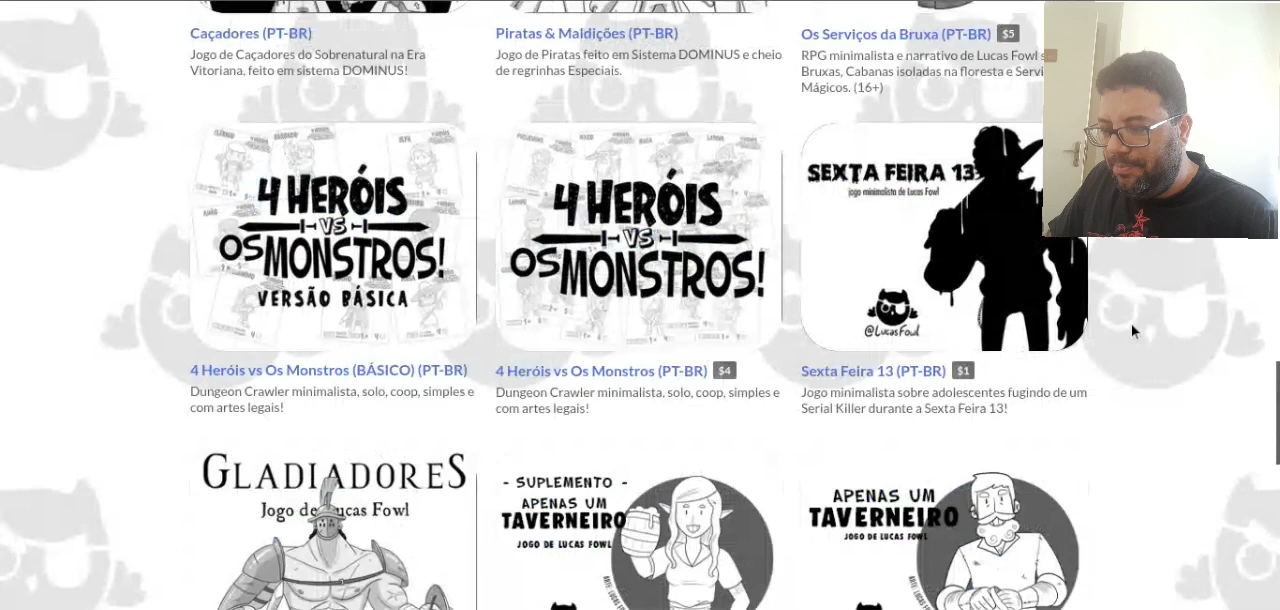 Caçadores (PT-BR)
Jogo de Caçadores do Sobrenatural na Era
Vitoriana, feito em sistema DOMINUS!
Piratas & Maldições (PT-BR)
Jogo de Piratas feito em Sistema DOMINUS e cheio
de regrinhas Especiais.
Os Serviços da Bruxa (PT-BR) $5
RPG minimalista e narrativo de Lucas Fowl s
Bruxas, Cabanas isoladas na floresta e Servi
Mágicos. (16+)
4 HERÓIS
VS
OS MONSTROS!
VERSÃO BÁSICA
4 Heróis vs Os Monstros (BÁSICO) (PT-BR)
Dungeon Crawler minimalista, solo, coop, simples e
com artes legais!
4 HERÓIS
VS
OS MONSTROS!
4 Heróis vs Os Monstros (PT-BR) $4
Dungeon Crawler minimalista, solo, coop, simples e
com artes legais!
SEXTA FEIRA 13
jogo minimalista de Lucas Fowl
@LucasFowl
Sexta Feira 13 (PT-BR) $1
Jogo minimalista sobre adolescentes fugindo de um
Serial Killer durante a Sexta Feira 13!
GLADIADORES
Jogo de Lucas Fowl
- SUPLEMENTO -
APENAS UM
TAVERNEIRO
JOGO DE LUCAS FOWL
APENAS UM
TAVERNEIRO
JOGO DE LUCAS FOWL